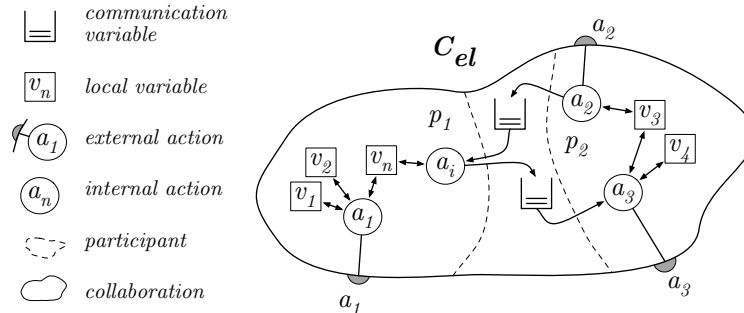 communication
variable
v_n
local variable
a_1
external action
a_n
internal action
participant
collaboration
C_el
a_2
a_2
p_1
v_3
p_2
v_4
v_2
v_n
a_i
v_1
a_3
a_1
a_1
a_3